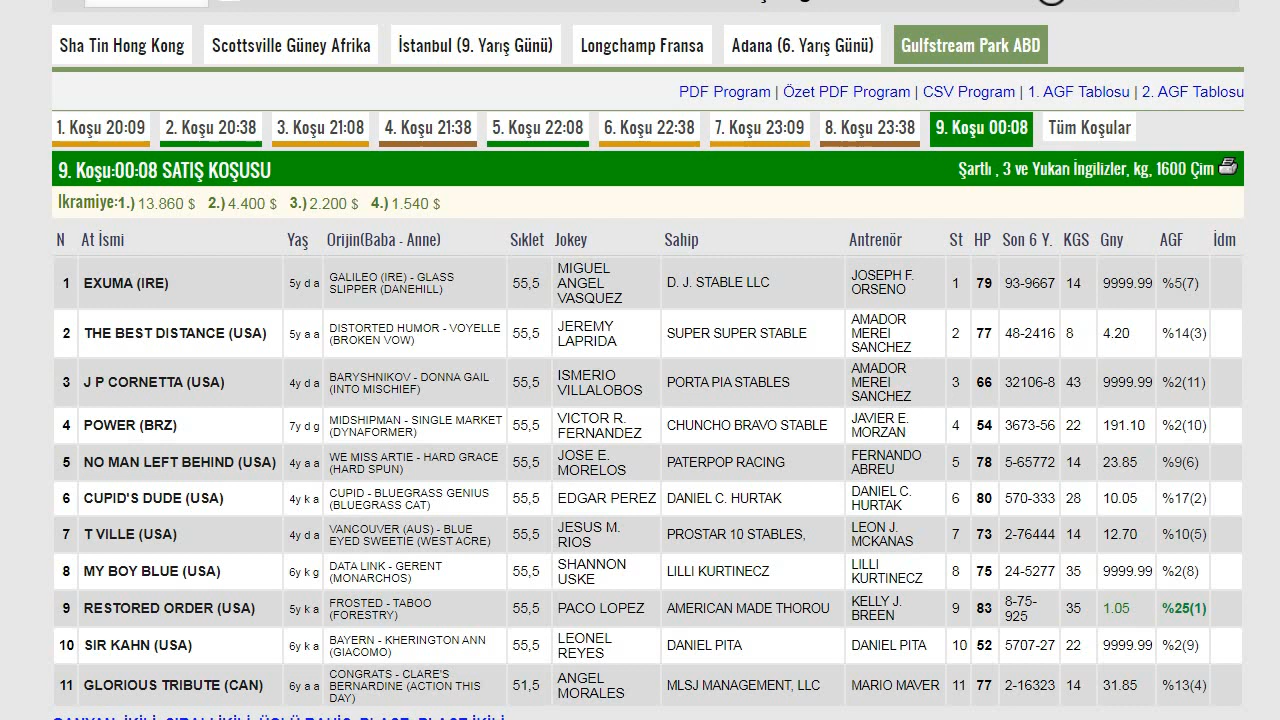 Sha Tin Hong Kong Scottsville Güney Afrika İstanbul (9. Yarış Günü) Longchamp Fransa Adana (6. Yarış Günü) Gulfstream Park ABD
PDF Program | Özet PDF Program | CSV Program | 1. AGF Tablosu | 2. AGF Tablosu
1. Koşu 20:09 2. Koşu 20:38 3. Koşu 21:08 4. Koşu 21:38 5. Koşu 22:08 6. Koşu 22:38 7. Koşu 23:09 8. Koşu 23:38 9. Koşu 00:08 Tüm Koşular
9. Koşu:00:08 SATIŞ KOŞUSU Şartlı , 3 ve Yukarı İngilizler, kg, 1600 Çim
Ikramiye:1.) 13.860 $ 2.) 4.400 $ 3.) 2.200 $ 4.) 1.540 $
N At İsmi Yaş Orijin(Baba - Anne) Sıklet Jokey Sahip Antrenör St HP Son 6 Y. KGS Gny AGF İdm
1 EXUMA (IRE) 5y d a GALILEO (IRE) - GLASS SLIPPER (DANEHILL) 55,5 MIGUEL ANGEL VASQUEZ D. J. STABLE LLC JOSEPH F. ORSENO 1 79 93-9667 14 9999.99 %5(7)
2 THE BEST DISTANCE (USA) 5y a a DISTORTED HUMOR - VOYELLE (BROKEN VOW) 55,5 JEREMY LAPRIDA SUPER SUPER STABLE AMADOR MEREI SANCHEZ 2 77 48-2416 8 4.20 %14(3)
3 J P CORNETTA (USA) 4y d a BARYSHNIKOV - DONNA GAIL (INTO MISCHIEF) 55,5 ISMERIO VILLALOBOS PORTA PIA STABLES AMADOR MEREI SANCHEZ 3 66 32106-8 43 9999.99 %2(11)
4 POWER (BRZ) 7y d g MIDSHIPMAN - SINGLE MARKET (DYNAFORMER) 55,5 VICTOR R. FERNANDEZ CHUNCHO BRAVO STABLE JAVIER E. MORZAN 4 54 3673-56 22 191.10 %2(10)
5 NO MAN LEFT BEHIND (USA) 4y a a WE MISS ARTIE - HARD GRACE (HARD SPUN) 55,5 JOSE E. MORELOS PATERPOP RACING FERNANDO ABREU 5 78 5-65772 14 23.85 %9(6)
6 CUPID'S DUDE (USA) 4y k a CUPID - BLUEGRASS GENIUS (BLUEGRASS CAT) 55,5 EDGAR PEREZ DANIEL C. HURTAK DANIEL C. HURTAK 6 80 570-333 28 10.05 %17(2)
7 T VILLE (USA) 4y d a VANCOUVER (AUS) - BLUE EYED SWEETIE (WEST ACRE) 55,5 JESUS M. RIOS PROSTAR 10 STABLES, LEON J. MCKANAS 7 73 2-76444 14 12.70 %10(5)
8 MY BOY BLUE (USA) 6y k g DATA LINK - GERENT (MONARCHOS) 55,5 SHANNON USKE LILLI KURTINECZ LILLI KURTINECZ 8 75 24-5277 35 9999.99 %2(8)
9 RESTORED ORDER (USA) 5y k a FROSTED - TABOO (FORESTRY) 55,5 PACO LOPEZ AMERICAN MADE THOROU KELLY J. BREEN 9 83 8-75-925 35 1.05 %25(1)
10 SIR KAHN (USA) 6y k a BAYERN - KHERINGTON ANN (GIACOMO) 55,5 LEONEL REYES DANIEL PITA DANIEL PITA 10 52 5707-27 22 9999.99 %2(9)
11 GLORIOUS TRIBUTE (CAN) 6y a a CONGRATS - CLARE'S BERNARDINE (ACTION THIS DAY) 51,5 ANGEL MORALES MLSJ MANAGEMENT, LLC MARIO MAVER 11 77 2-16323 14 31.85 %13(4)